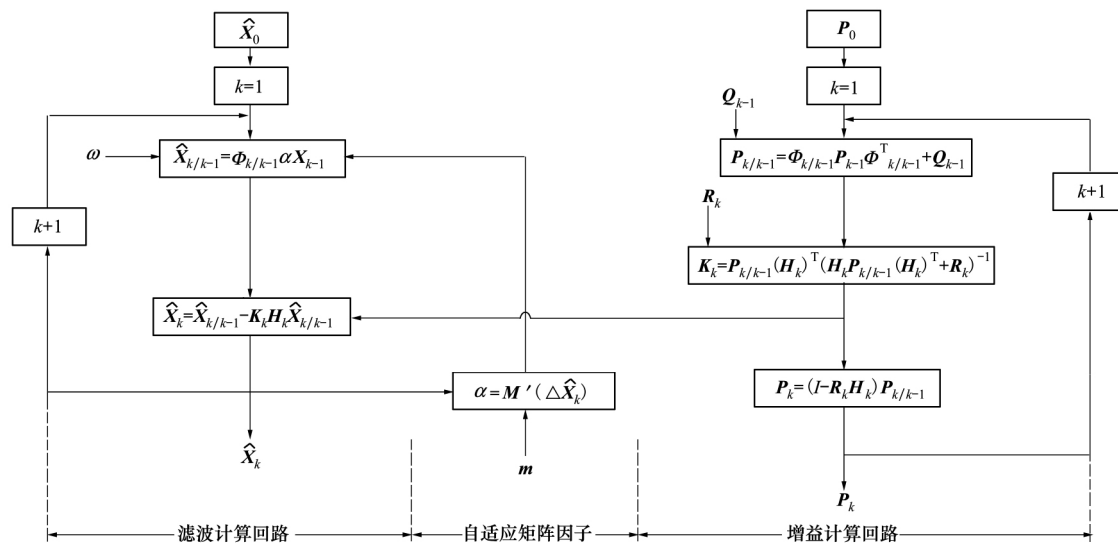 X̂₀
k=1
ω
X̂ₖ/ₖ₋₁=Φₖ/ₖ₋₁αXₖ₋₁
k+1
X̂ₖ=X̂ₖ/ₖ₋₁-KₖHₖX̂ₖ/ₖ₋₁
α=M′(△X̂ₖ)
X̂ₖ
m
P₀
k=1
Qₖ₋₁
Pₖ/ₖ₋₁=Φₖ/ₖ₋₁Pₖ₋₁Φᵀₖ/ₖ₋₁+Qₖ₋₁
k+1
Rₖ
Kₖ=Pₖ/ₖ₋₁(Hₖ)ᵀ(HₖPₖ/ₖ₋₁(Hₖ)ᵀ+Rₖ)⁻¹
Pₖ=(I-RₖHₖ)Pₖ/ₖ₋₁
Pₖ
滤波计算回路
自适应矩阵因子
增益计算回路